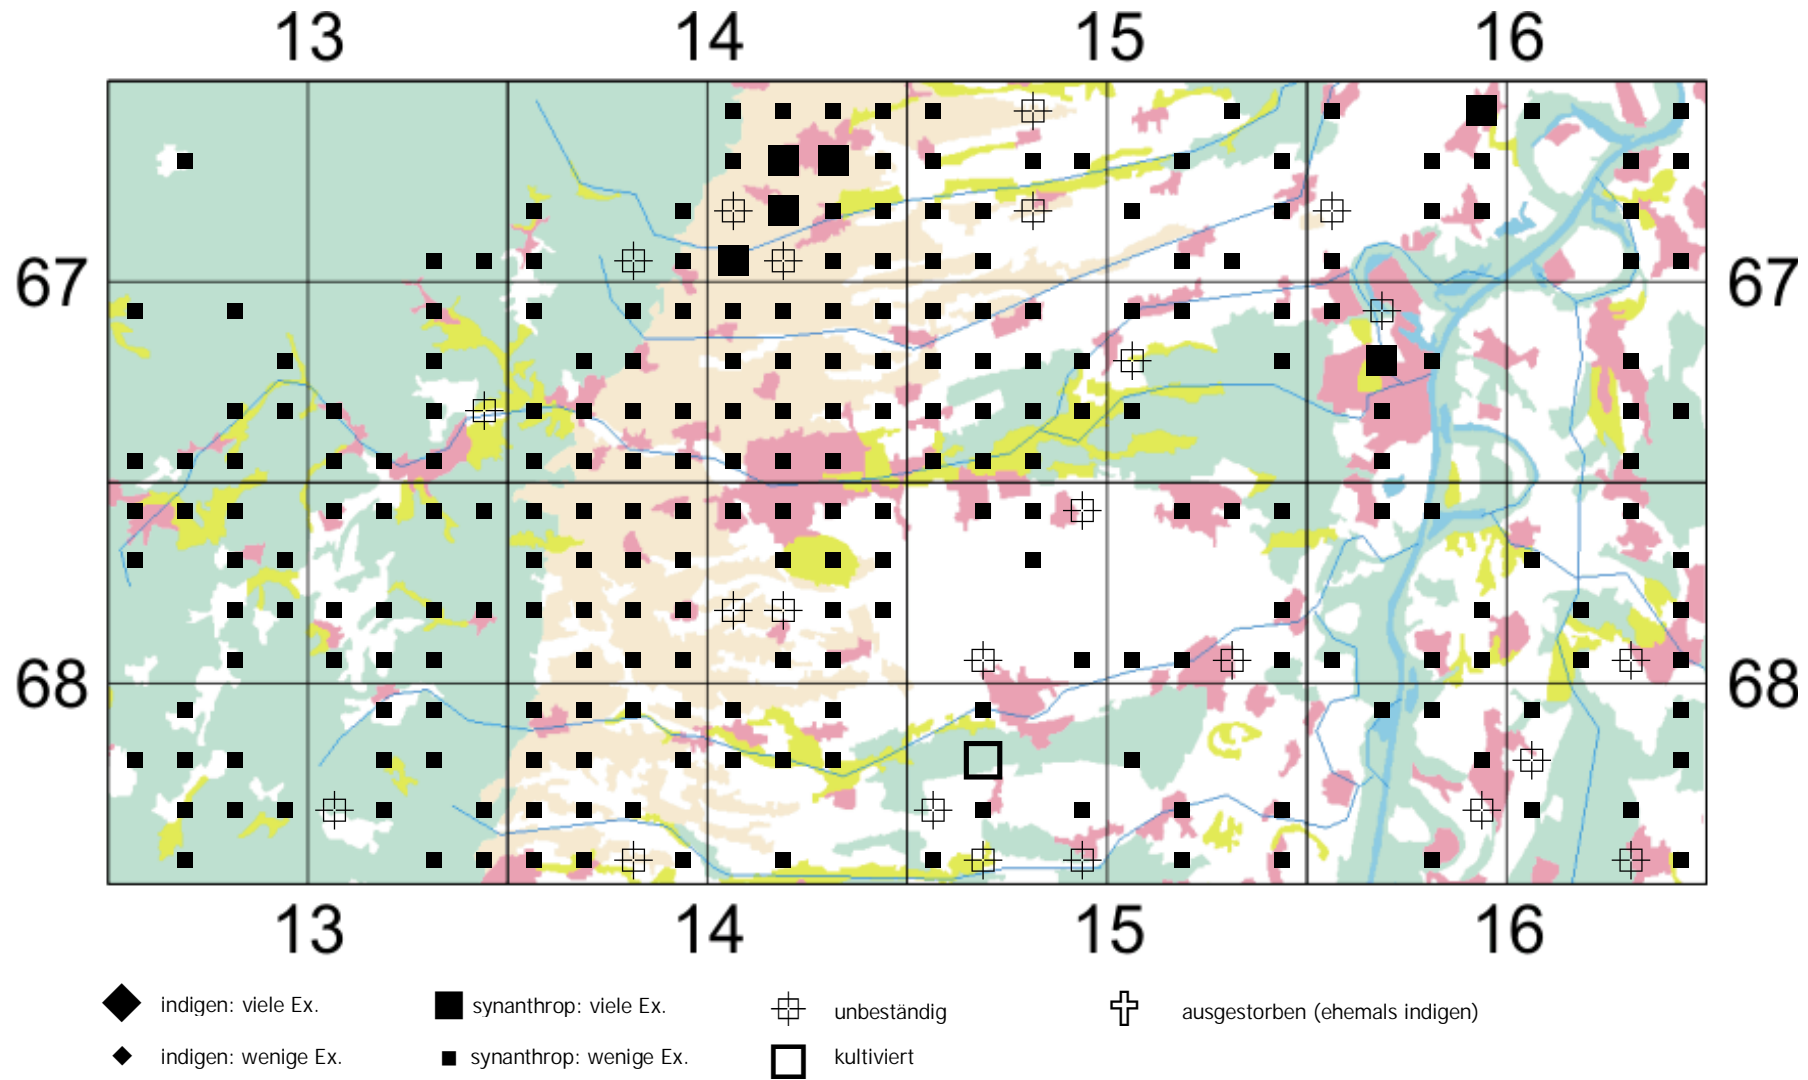 13 14 15 16
67 67
68 68
13 14 15 16
indigen: viele Ex. synanthrop: viele Ex. unbeständig ausgestorben (ehemals indigen)
indigen: wenige Ex. synanthrop: wenige Ex. kultiviert